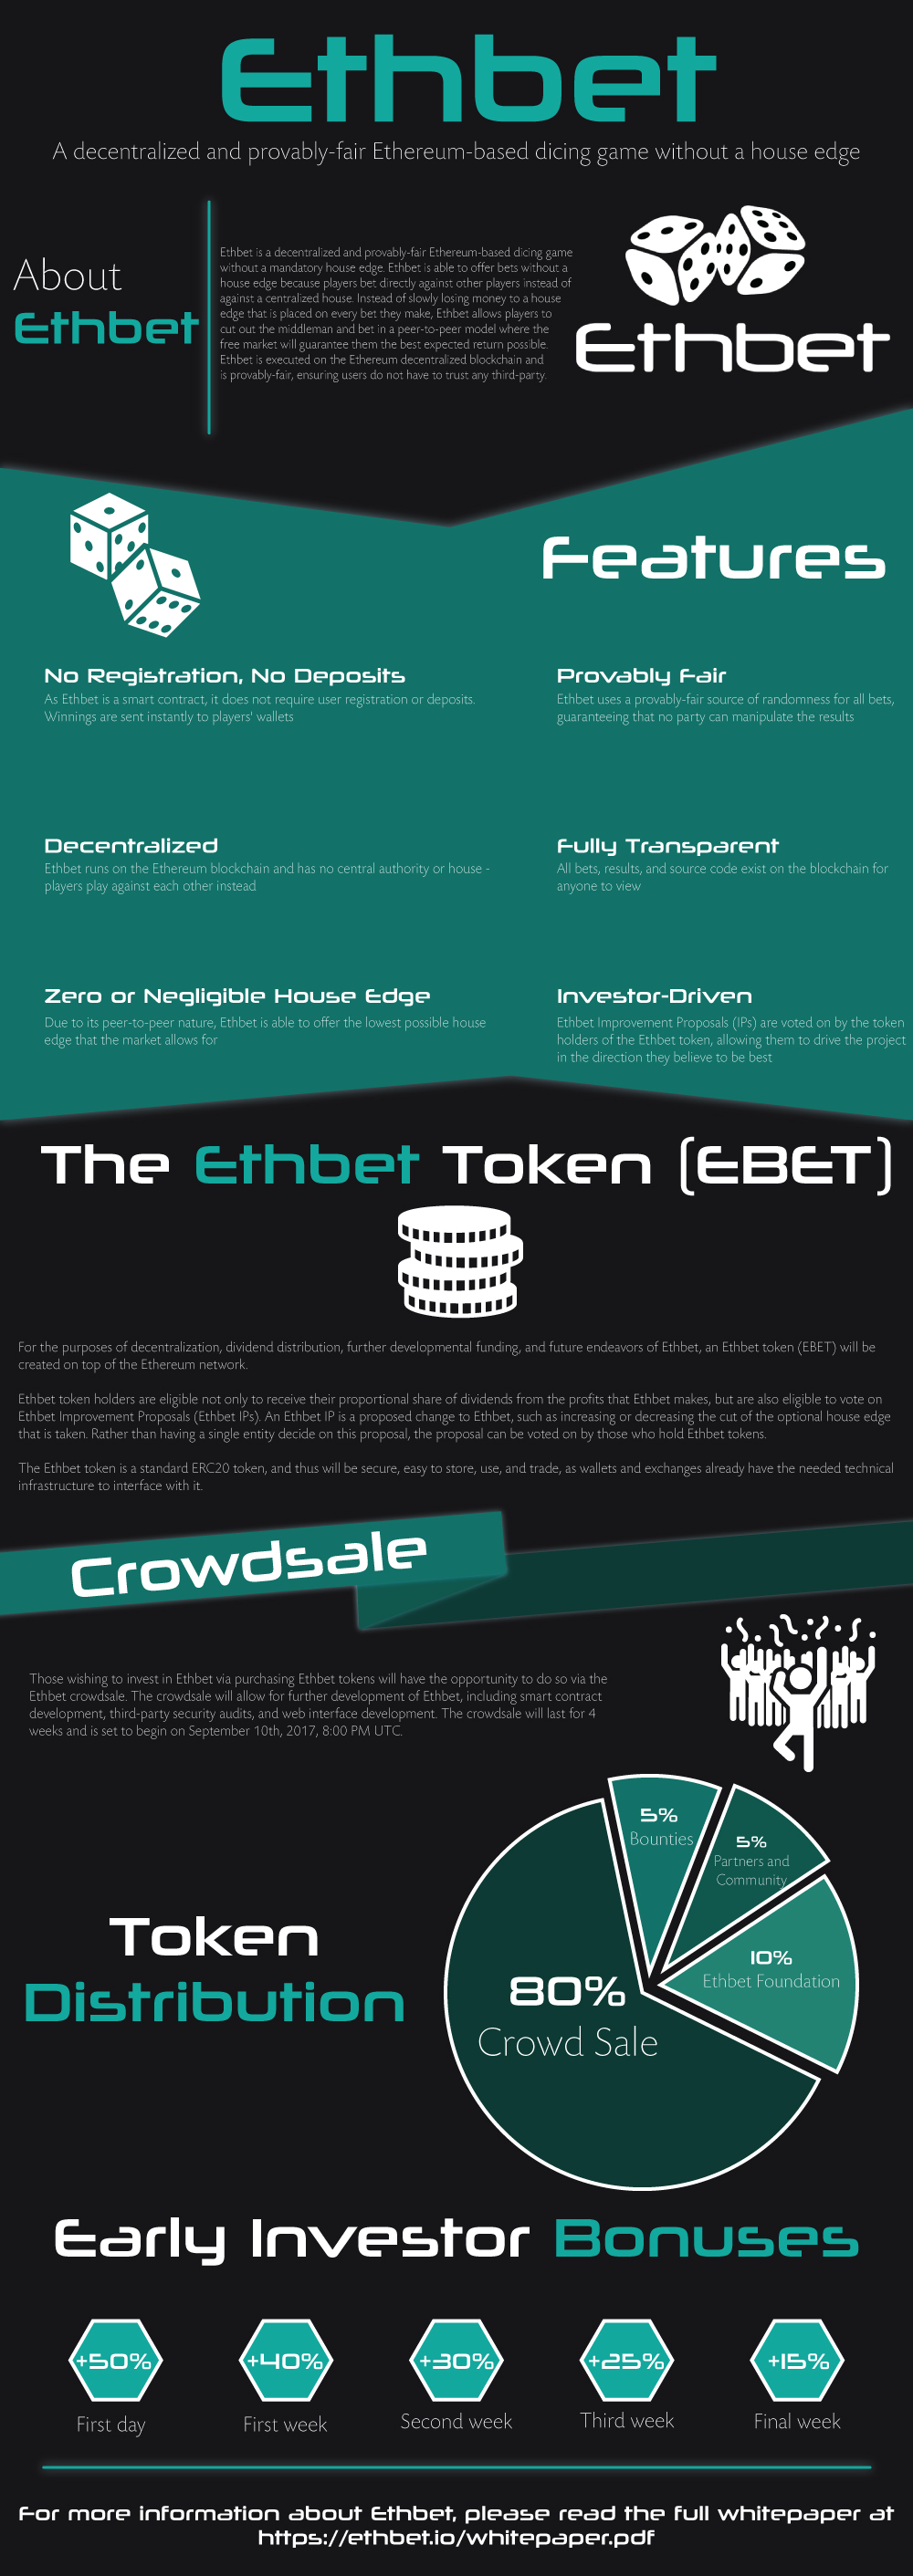 Ethbet
A decentralized and provably-fair Ethereum-based dicing game without a house edge
About
Ethbet
Ethbet is a decentralized and provably-fair Ethereum-based dicing game
without a mandatory house edge. Ethbet is able to offer bets without a
house edge because players bet directly against other players instead of
against a centralized house. Instead of slowly losing money to a house
edge that is placed on every bet they make, Ethbet allows players to
cut out the middleman and bet in a peer-to-peer model where the
free market will guarantee them the best expected return possible.
Ethbet is executed on the Ethereum decentralized blockchain and
is provably-fair, ensuring users do not have to trust any third-party.
Ethbet
Features
No Registration, No Deposits
As Ethbet is a smart contract, it does not require user registration or deposits.
Winnings are sent instantly to players' wallets
Provably Fair
Ethbet uses a provably-fair source of randomness for all bets,
guaranteeing that no party can manipulate the results
Decentralized
Ethbet runs on the Ethereum blockchain and has no central authority or house -
players play against each other instead
Fully Transparent
All bets, results, and source code exist on the blockchain for
anyone to view
Zero or Negligible House Edge
Due to its peer-to-peer nature, Ethbet is able to offer the lowest possible house
edge that the market allows for
Investor-Driven
Ethbet Improvement Proposals (IPs) are voted on by the token
holders of the Ethbet token, allowing them to drive the project
in the direction they believe to be best
The Ethbet Token (EBET)
For the purposes of decentralization, dividend distribution, further developmental funding, and future endeavors of Ethbet, an Ethbet token (EBET) will be
created on top of the Ethereum network.
Ethbet token holders are eligible not only to receive their proportional share of dividends from the profits that Ethbet makes, but are also eligible to vote on
Ethbet Improvement Proposals (Ethbet IPs). An Ethbet IP is a proposed change to Ethbet, such as increasing or decreasing the cut of the optional house edge
that is taken. Rather than having a single entity decide on this proposal, the proposal can be voted on by those who hold Ethbet tokens.
The Ethbet token is a standard ERC20 token, and thus will be secure, easy to store, use, and trade, as wallets and exchanges already have the needed technical
infrastructure to interface with it.
Crowdsale
Those wishing to invest in Ethbet via purchasing Ethbet tokens will have the opportunity to do so via the
Ethbet crowdsale. The crowdsale will allow for further development of Ethbet, including smart contract
development, third-party security audits, and web interface development. The crowdsale will last for 4
weeks and is set to begin on September 10th, 2017, 8:00 PM UTC.
Token
Distribution
5%
Bounties
5%
Partners and
Community
10%
Ethbet Foundation
80%
Crowd Sale
Early Investor Bonuses
+50%
First day
+40%
First week
+30%
Second week
+25%
Third week
+15%
Final week
For more information about Ethbet, please read the full whitepaper at
https://ethbet.io/whitepaper.pdf